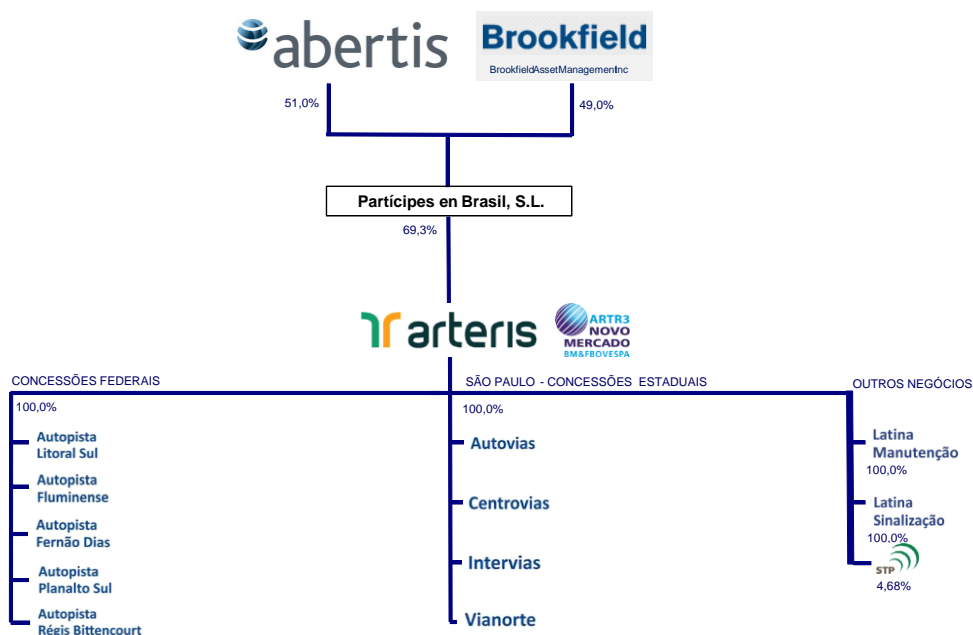 abertis
Brookfield
BrookfieldAssetManagementInc
51,0%
49,0%
Partícipes en Brasil, S.L.
69,3%
arteris
ARTR3
NOVO
MERCADO
BM&FBOVESPA
CONCESSÕES FEDERAIS
100,0%
Autopista
Litoral Sul
Autopista
Fluminense
Autopista
Fernão Dias
Autopista
Planalto Sul
Autopista
Régis Bittencourt
SÃO PAULO - CONCESSÕES ESTADUAIS
100,0%
Autovias
Centrovias
Intervias
Vianorte
OUTROS NEGÓCIOS
Latina
Manutenção
100,0%
Latina
Sinalização
100,0%
STP
4,68%